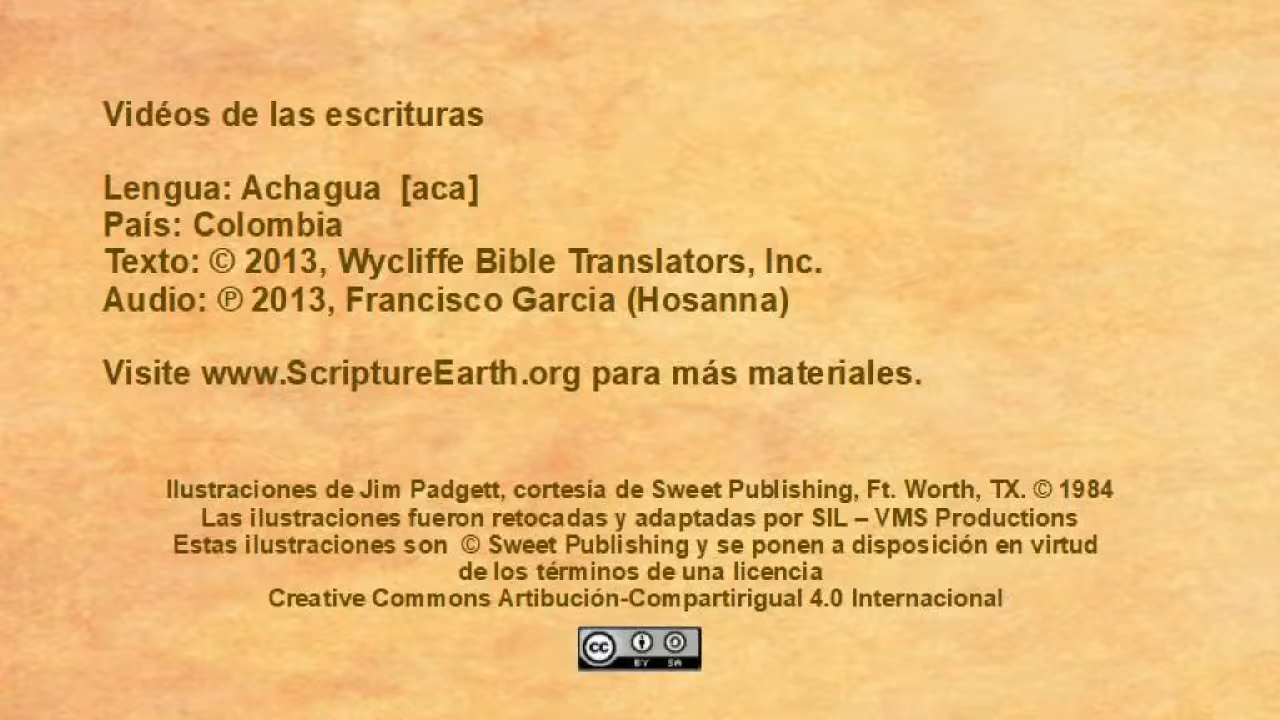 Vidéos de las escrituras
Lengua: Achagua [aca]
País: Colombia
Texto: © 2013, Wycliffe Bible Translators, Inc.
Audio: ℗ 2013, Francisco Garcia (Hosanna)
Visite www.ScriptureEarth.org para más materiales.
Ilustraciones de Jim Padgett, cortesía de Sweet Publishing, Ft. Worth, TX. © 1984
Las ilustraciones fueron retocadas y adaptadas por SIL – VMS Productions
Estas ilustraciones son © Sweet Publishing y se ponen a disposición en virtud
de los términos de una licencia
Creative Commons Artibución-Compartirigual 4.0 Internacional
cc BY SA